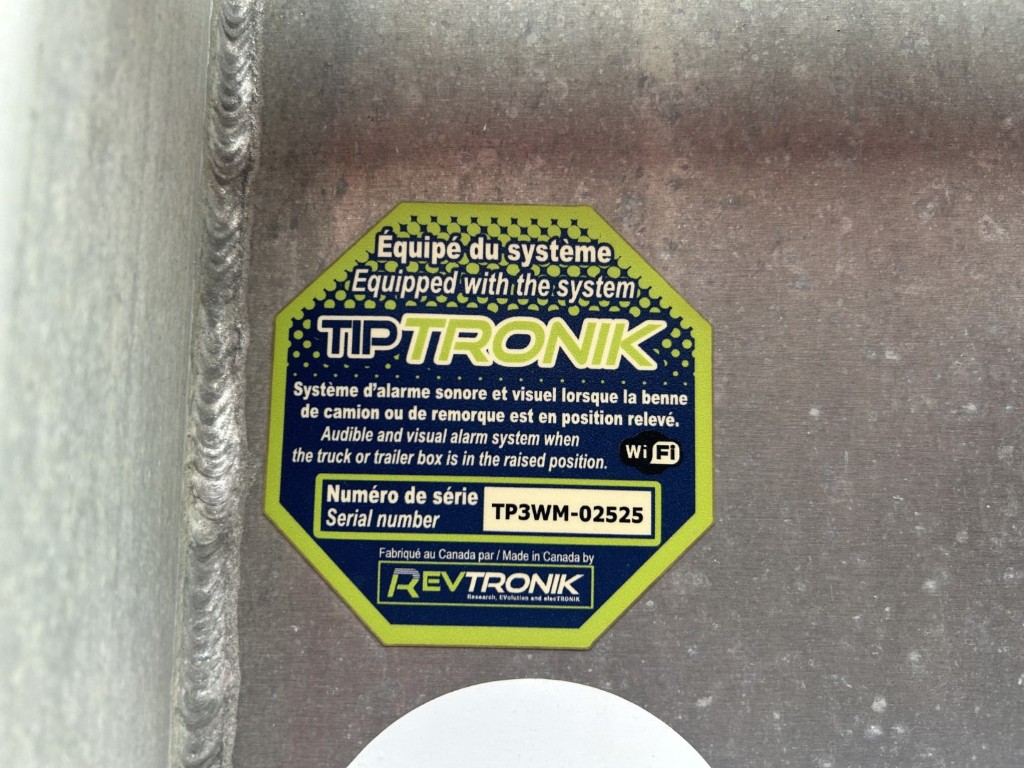 Équipé du système
Equipped with the system
TIPTRONIK
Système d'alarme sonore et visuel lorsque la benne
de camion ou de remorque est en position relevé.
Audible and visual alarm system when
the truck or trailer box is in the raised position.
Wi Fi
Numéro de série
Serial number
TP3WM-02525
Fabriqué au Canada par / Made in Canada by
REVTRONIK
Research, EVolution and elecTRONIK